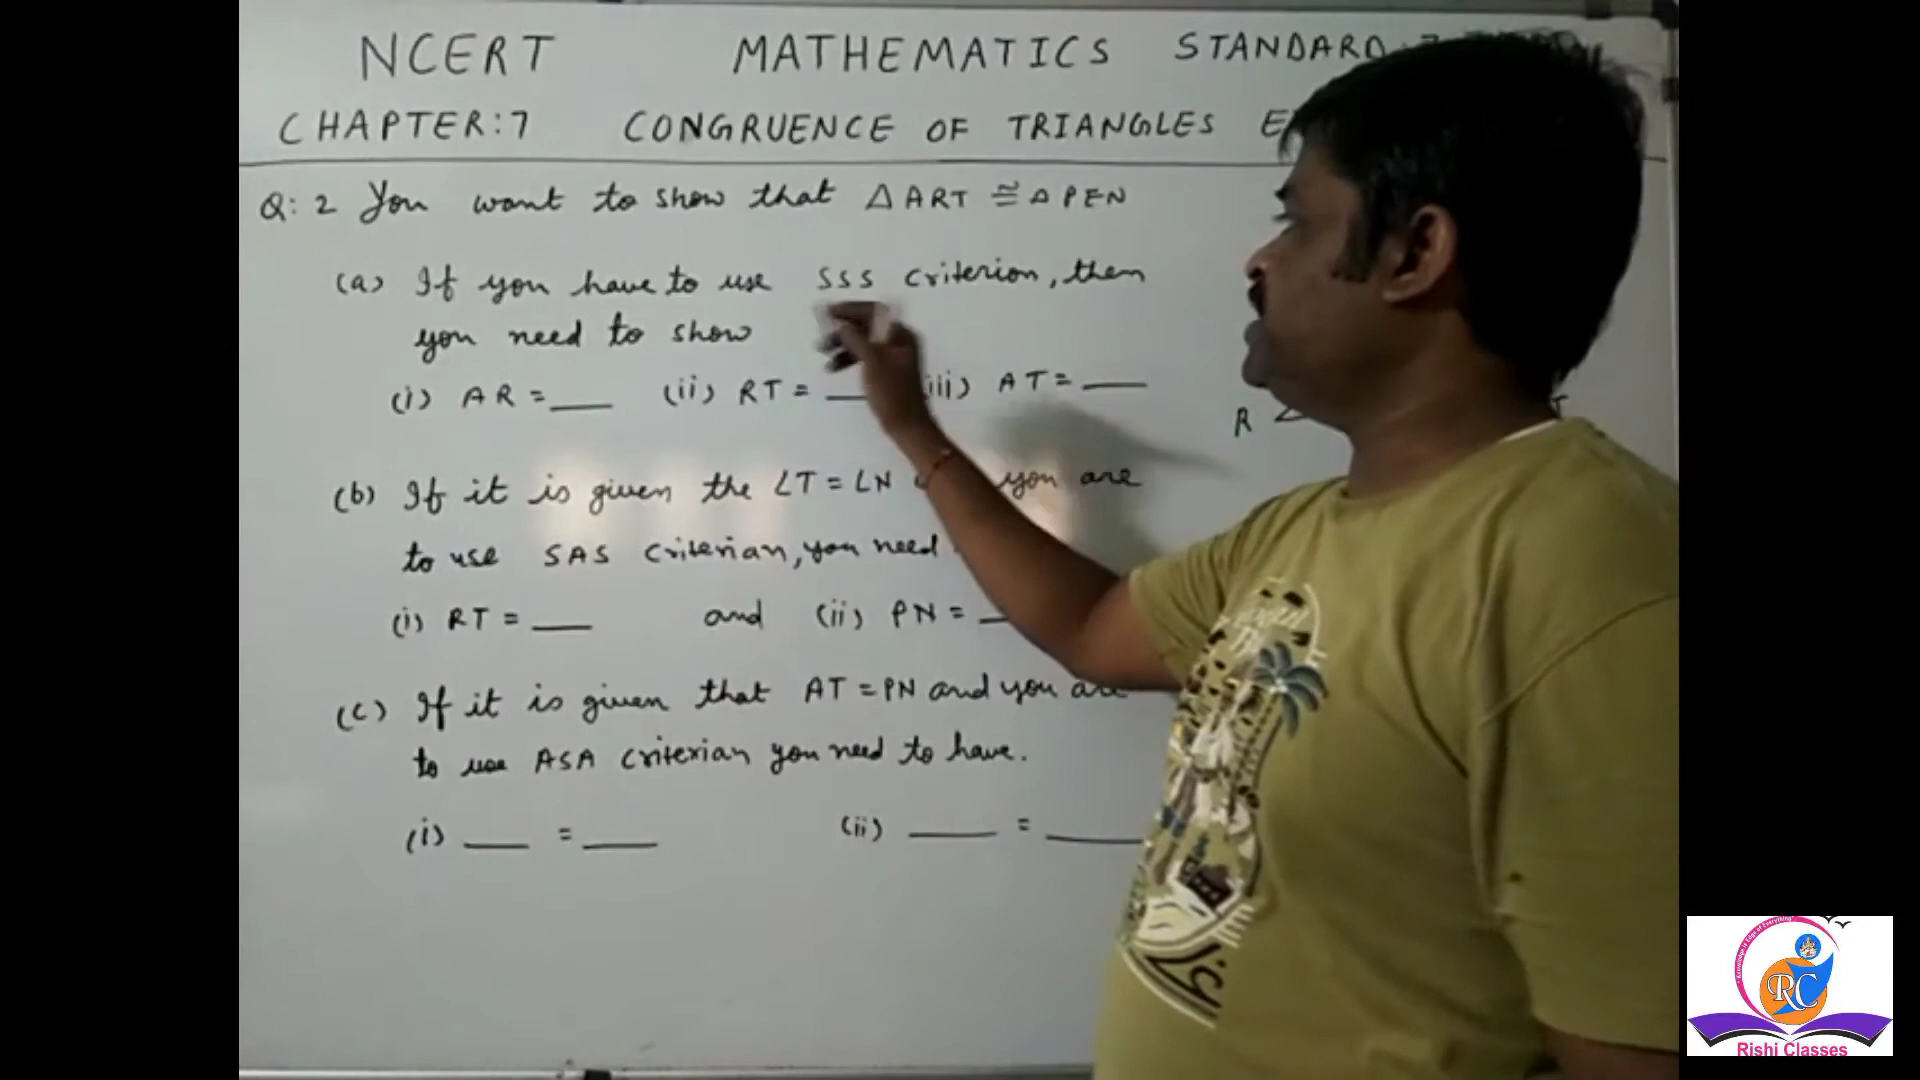 NCERT MATHEMATICS STANDARD:7
CHAPTER:7 CONGRUENCE OF TRIANGLES
Q:2 You want to show that △ART ≅ △PEN
(a) If you have to use SSS criterion, then
you need to show
(i) AR = ___ (ii) RT = ___ (iii) AT = ___
R
(b) If it is given the ∠T = ∠N you are
to use SAS criterian, you need
(i) RT = ___ and (ii) PN = ___
(c) If it is given that AT = PN and you are
to use ASA criterian you need to have.
(i) ___ = ___ (ii) ___ = ___
RC
Rishi Classes